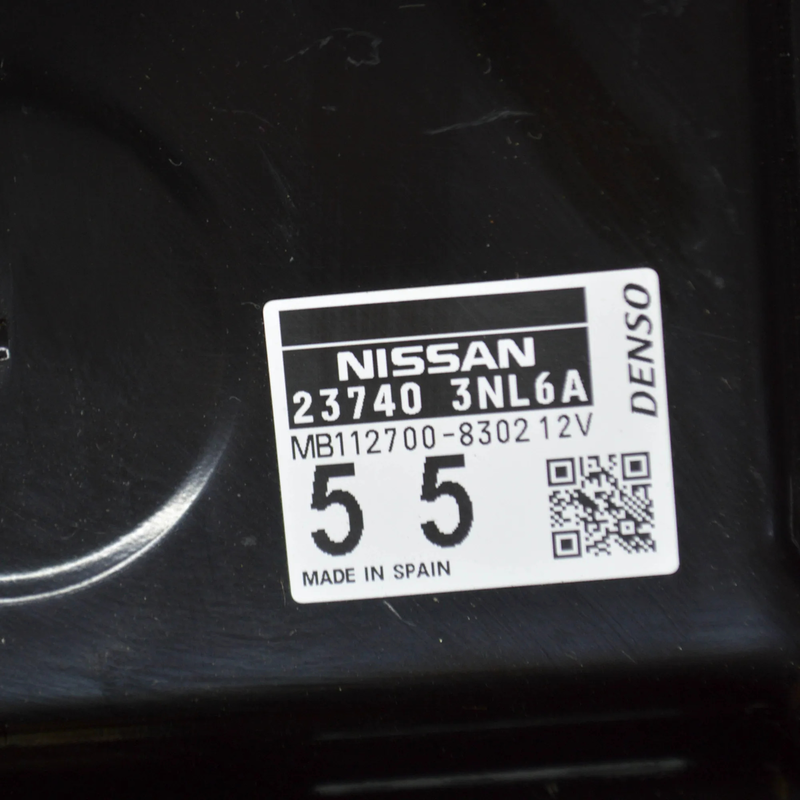 NISSAN
23740 3NL6A
MB112700-8302 12V
5 5
MADE IN SPAIN
DENSO